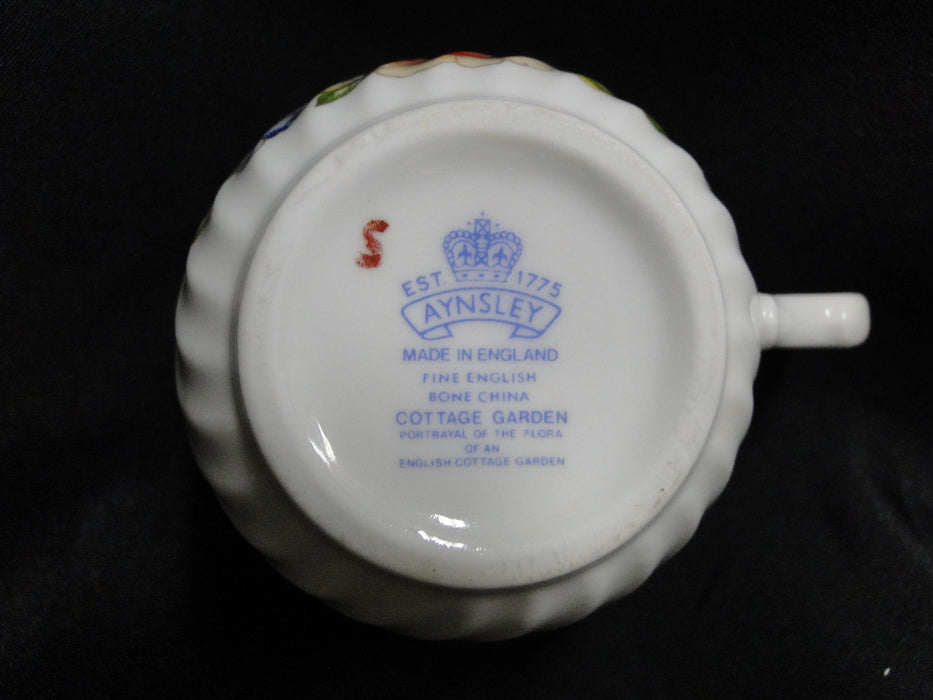 S
EST. 1775
AYNSLEY
MADE IN ENGLAND
FINE ENGLISH
BONE CHINA
COTTAGE GARDEN
PORTRAYAL OF THE FLORA
OF AN
ENGLISH COTTAGE GARDEN